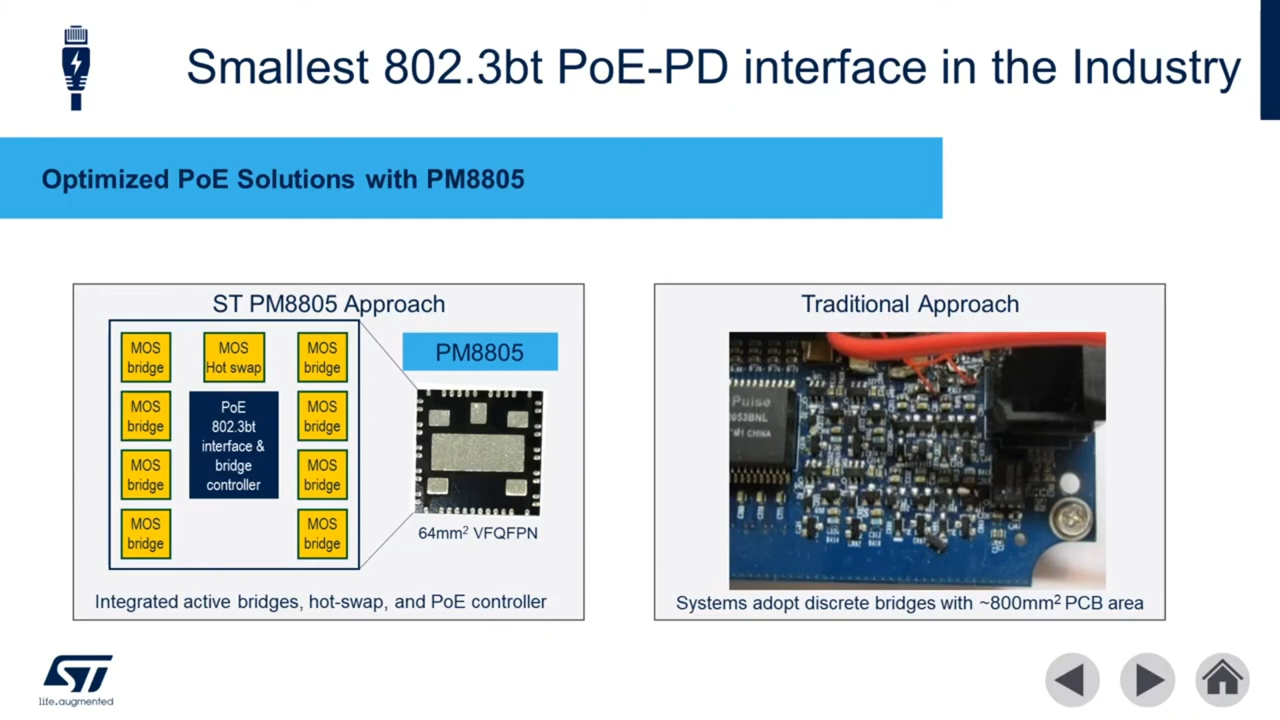 Smallest 802.3bt PoE-PD interface in the Industry
Optimized PoE Solutions with PM8805
ST PM8805 Approach
MOS
bridge
MOS
Hot swap
MOS
bridge
PM8805
MOS
bridge
PoE
802.3bt
interface &
bridge
controller
MOS
bridge
MOS
bridge
MOS
bridge
MOS
bridge
MOS
bridge
64mm² VFQFPN
Integrated active bridges, hot-swap, and PoE controller
Traditional Approach
Pulse
2053BNL
CHINA
Systems adopt discrete bridges with ~800mm² PCB area
ST
life.augmented